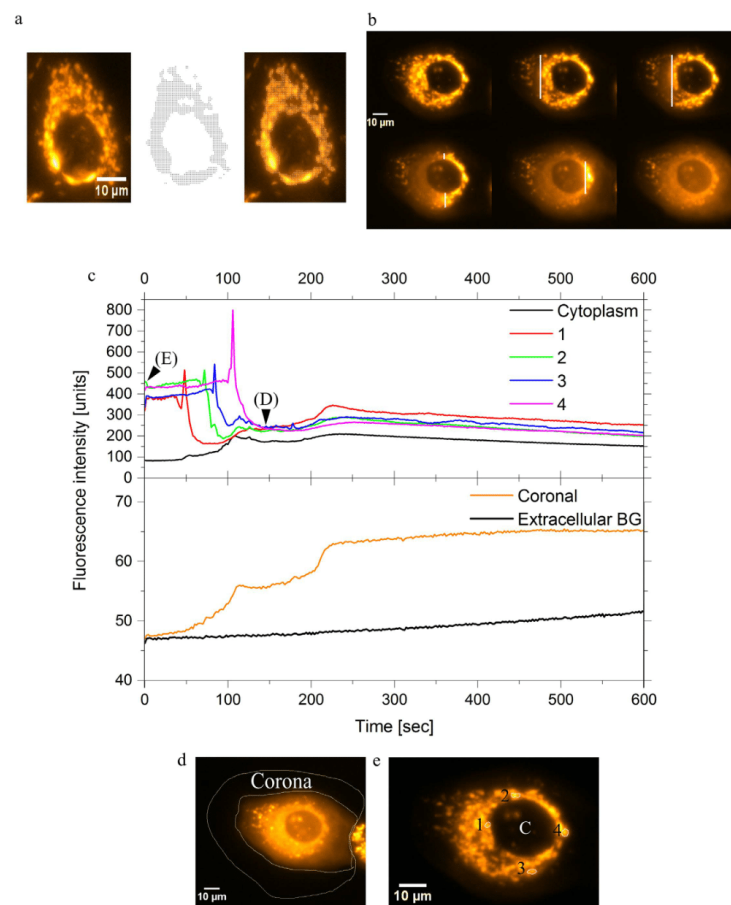 a
10 μm
10 μm
b
10 μm
c
0 100 200 300 400 500 600
800
700
600
500
400
300
200
100
0
(E)
(D)
Cytoplasm
1
2
3
4
Fluorescence intensity [units]
70
60
50
40
Coronal
Extracellular BG
0 100 200 300 400 500 600
Time [sec]
d
Corona
10 μm
e
2
1
C
4
3
10 μm